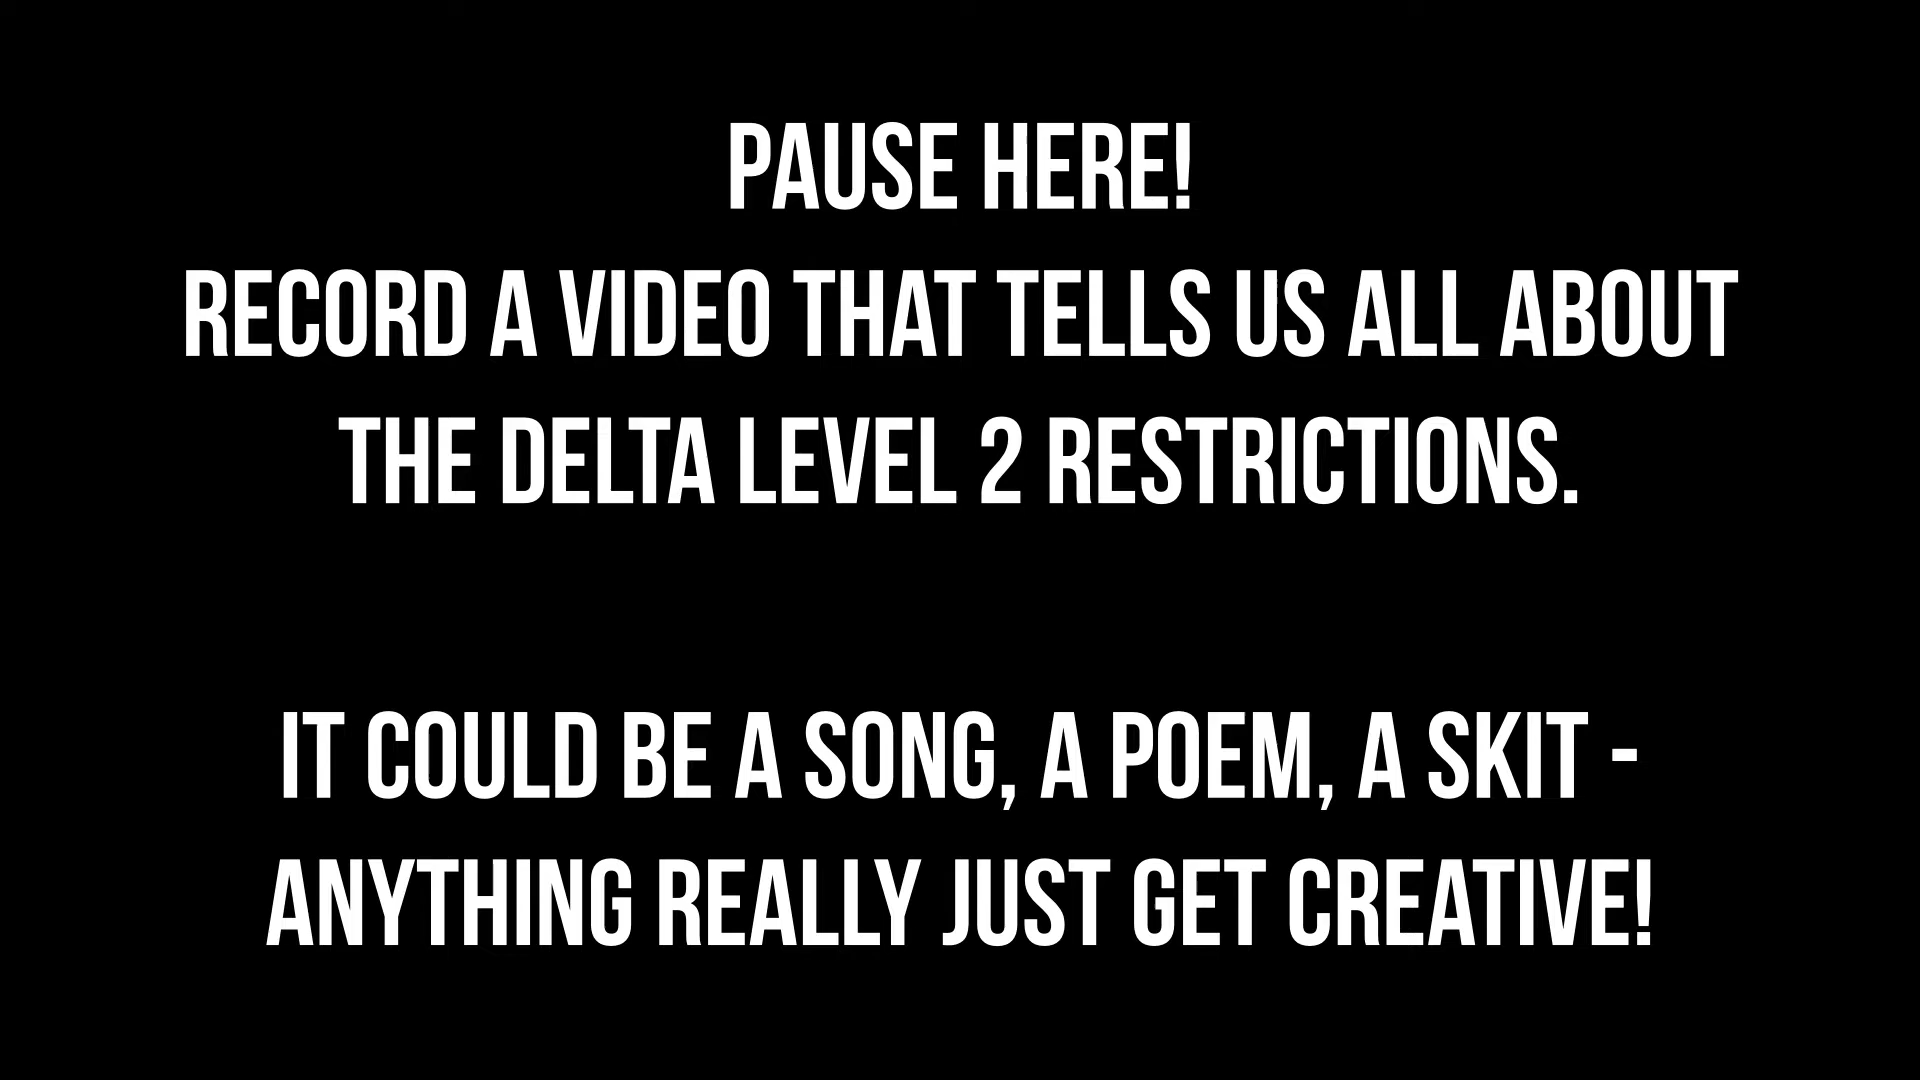 PAUSE HERE!
RECORD A VIDEO THAT TELLS US ALL ABOUT
THE DELTA LEVEL 2 RESTRICTIONS.
IT COULD BE A SONG, A POEM, A SKIT -
ANYTHING REALLY JUST GET CREATIVE!